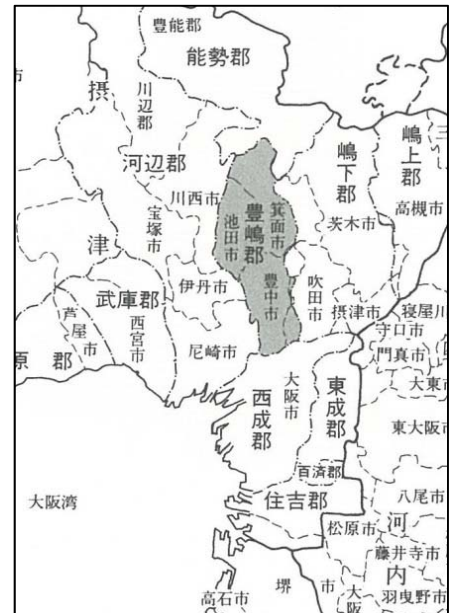 豊能郡
能勢郡
摂
川辺郡
嶋上郡
三
嶋下郡
河辺郡
川西市
豊嶋郡
箕面市
池田市
茨木市
高槻市
宝塚市
津
豊中市
吹田市
伊丹市
摂津市
寝屋川
武庫郡
守口市
芦屋市
西宮市
尼崎市
門真市
原郡
大東市
大阪市
東成郡
西成郡
東大阪市
百済郡
大阪湾
住吉郡
八尾市
松原市
河
藤井寺市
内
堺
市
大阪
羽曳野市
高石市